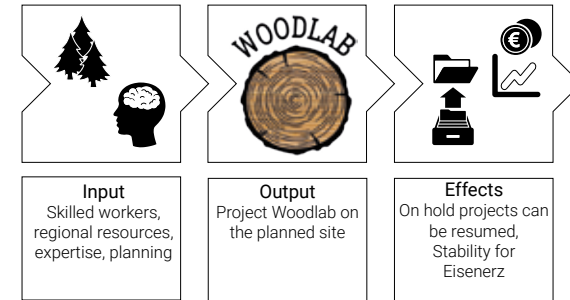 WOODLAB
€
Input
Skilled workers,
regional resources,
expertise, planning
Output
Project Woodlab on
the planned site
Effects
On hold projects can
be resumed,
Stability for
Eisenerz